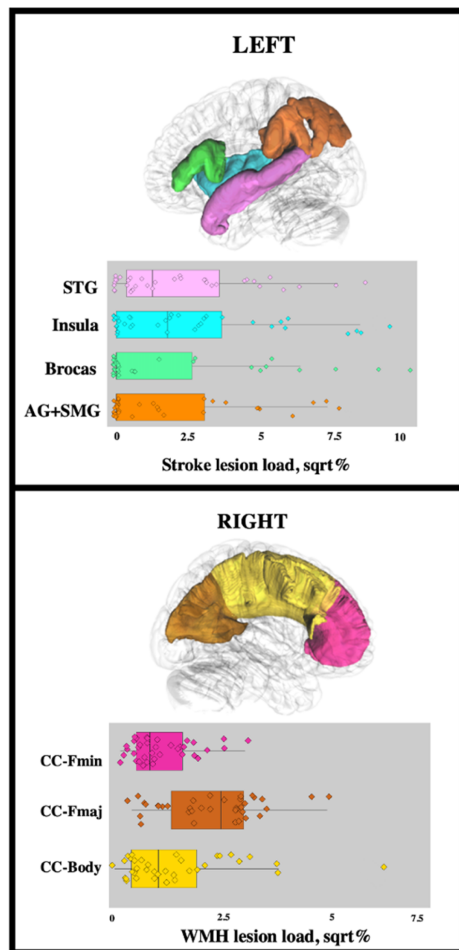 LEFT
STG
Insula
Brocas
AG+SMG
0 2.5 5 7.5 10
Stroke lesion load, sqrt%
RIGHT
CC-Fmin
CC-Fmaj
CC-Body
0 2.5 5 7.5
WMH lesion load, sqrt%